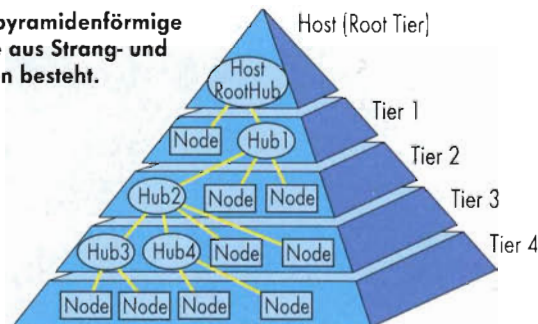 pyramidenförmige
aus Strang- und
n besteht.
Host (Root Tier)
Host
RootHub
Tier 1
Node Hub1
Tier 2
Hub2 Node Node
Tier 3
Hub3 Hub4 Node Node
Tier 4
Node Node Node Node